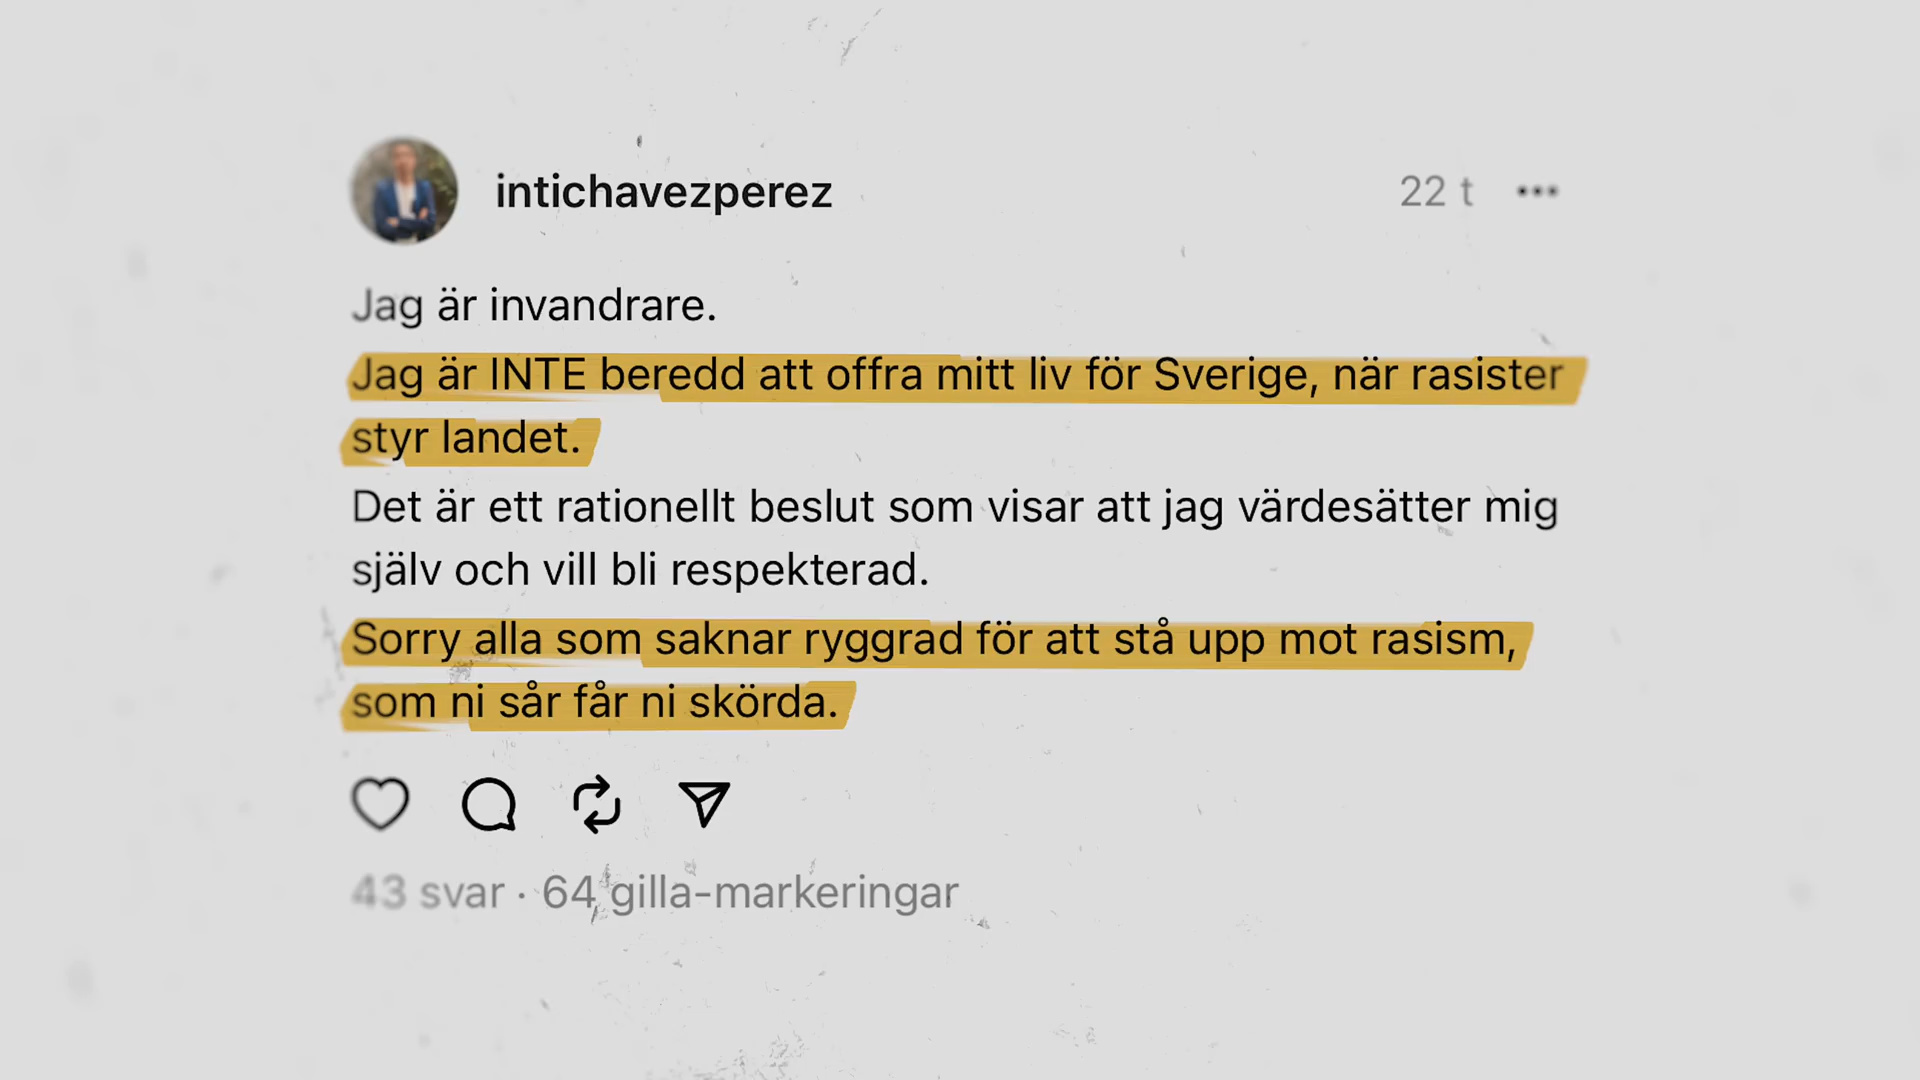 intichavezperez
22 t
Jag är invandrare.
Jag är INTE beredd att offra mitt liv för Sverige, när rasister
styr landet.
Det är ett rationellt beslut som visar att jag värdesätter mig
själv och vill bli respekterad.
Sorry alla som saknar ryggrad för att stå upp mot rasism,
som ni sår får ni skörda.
43 svar · 64 gilla-markeringar